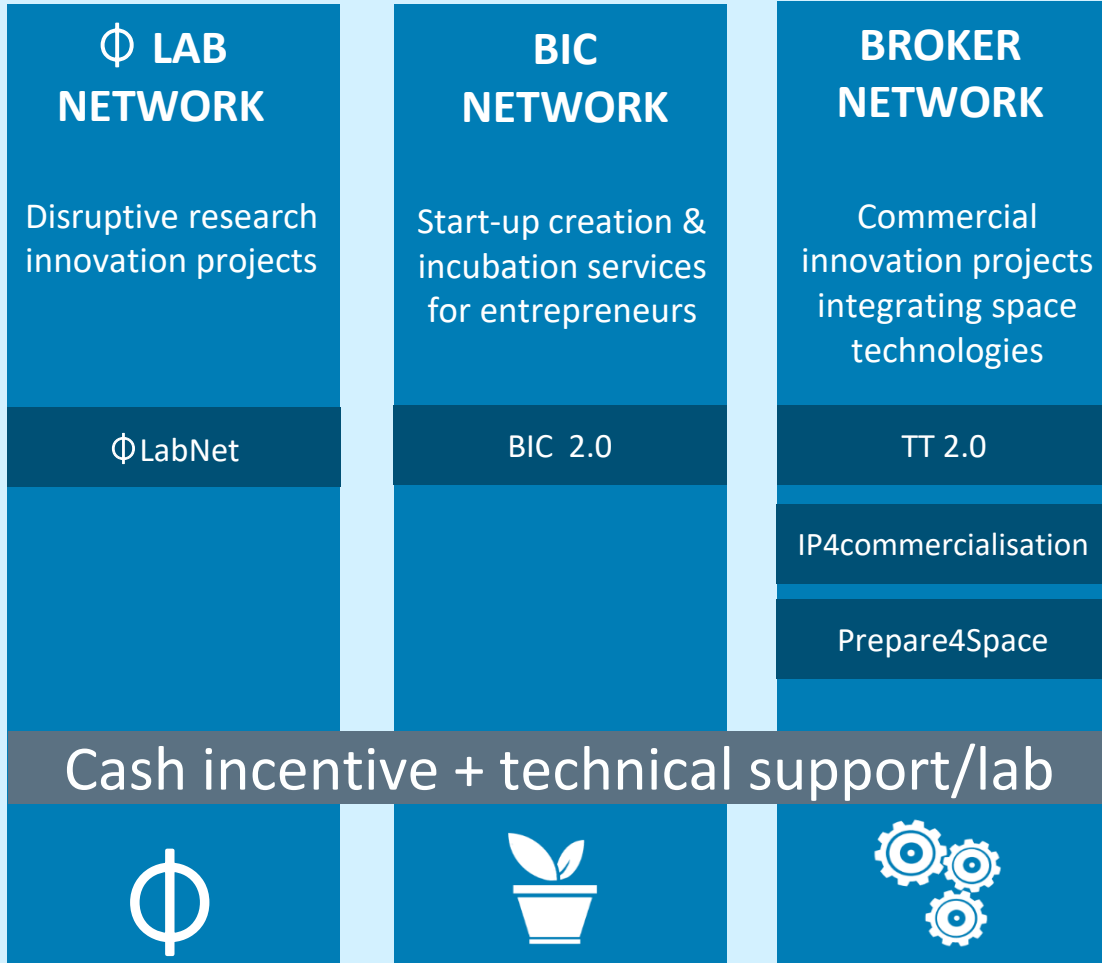 Φ LAB
NETWORK
Disruptive research
innovation projects
ΦLabNet
BIC
NETWORK
Start-up creation &
incubation services
for entrepreneurs
BIC 2.0
BROKER
NETWORK
Commercial
innovation projects
integrating space
technologies
TT 2.0
IP4commercialisation
Prepare4Space
Cash incentive + technical support/lab
Φ